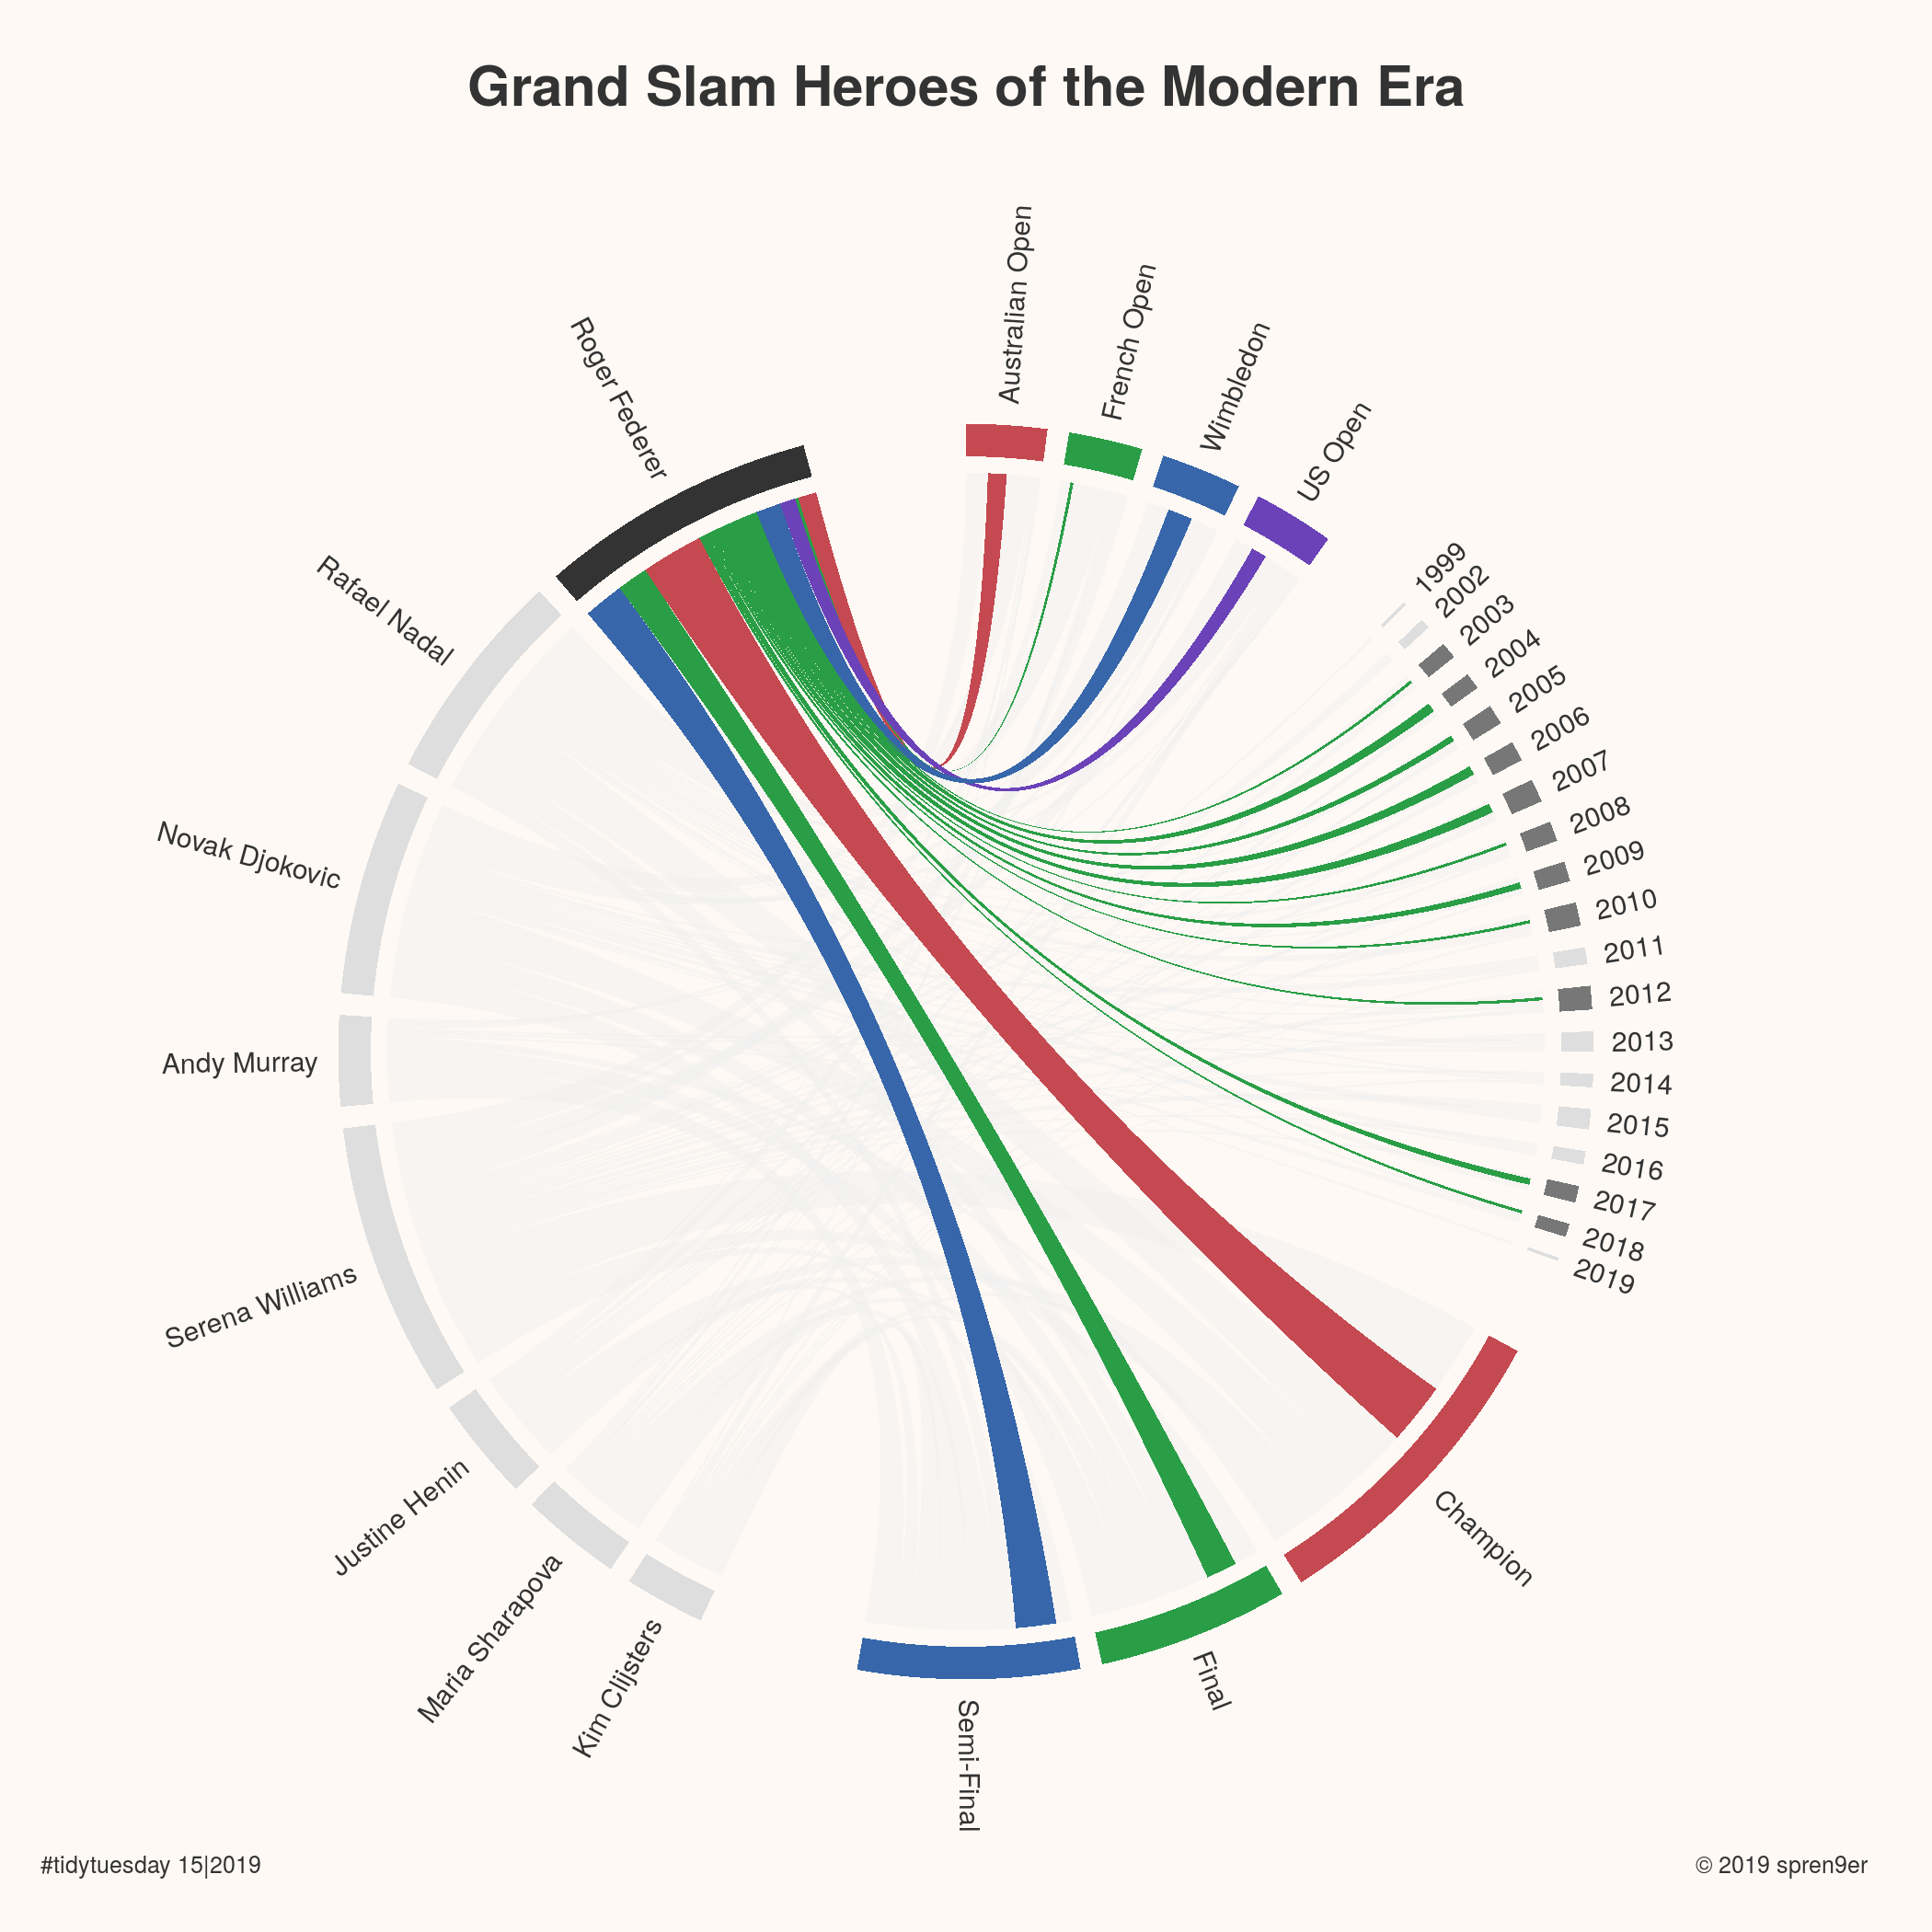 Grand Slam Heroes of the Modern Era
Australian Open
French Open
Wimbledon
US Open
1999
2002
2003
2004
2005
2006
2007
2008
2009
2010
2011
2012
2013
2014
2015
2016
2017
2018
2019
Champion
Final
Semi-Final
Kim Clijsters
Maria Sharapova
Justine Henin
Serena Williams
Andy Murray
Novak Djokovic
Rafael Nadal
Roger Federer
#tidytuesday 15|2019
© 2019 spren9er